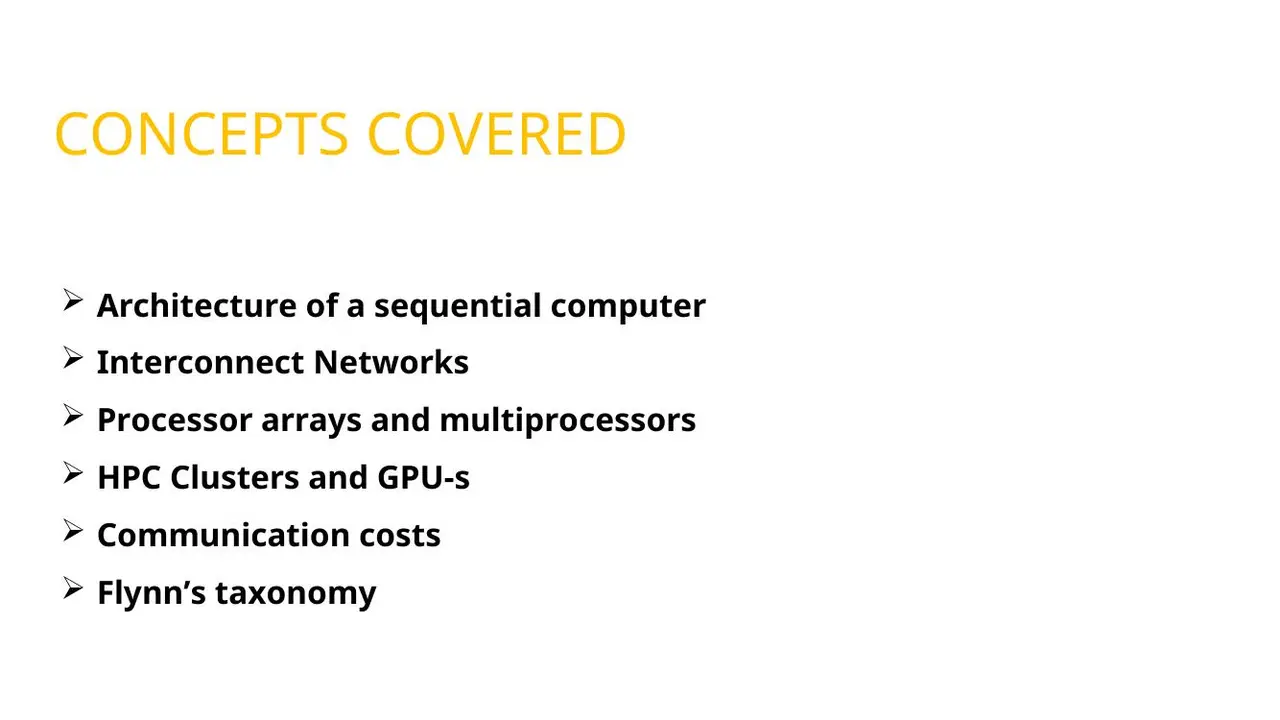 CONCEPTS COVERED
➢ Architecture of a sequential computer
➢ Interconnect Networks
➢ Processor arrays and multiprocessors
➢ HPC Clusters and GPU-s
➢ Communication costs
➢ Flynn’s taxonomy